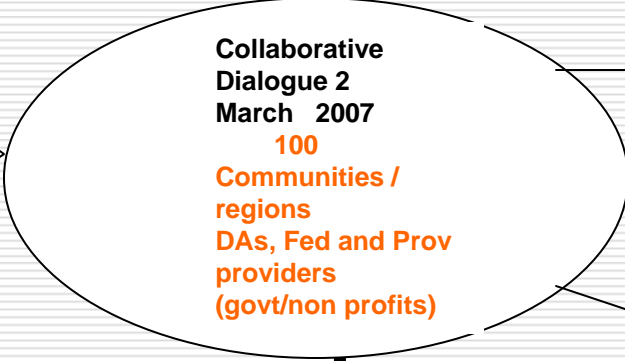 Collaborative
Dialogue 2
March 2007
100
Communities /
regions
DAs, Fed and Prov
providers
(govt/non profits)